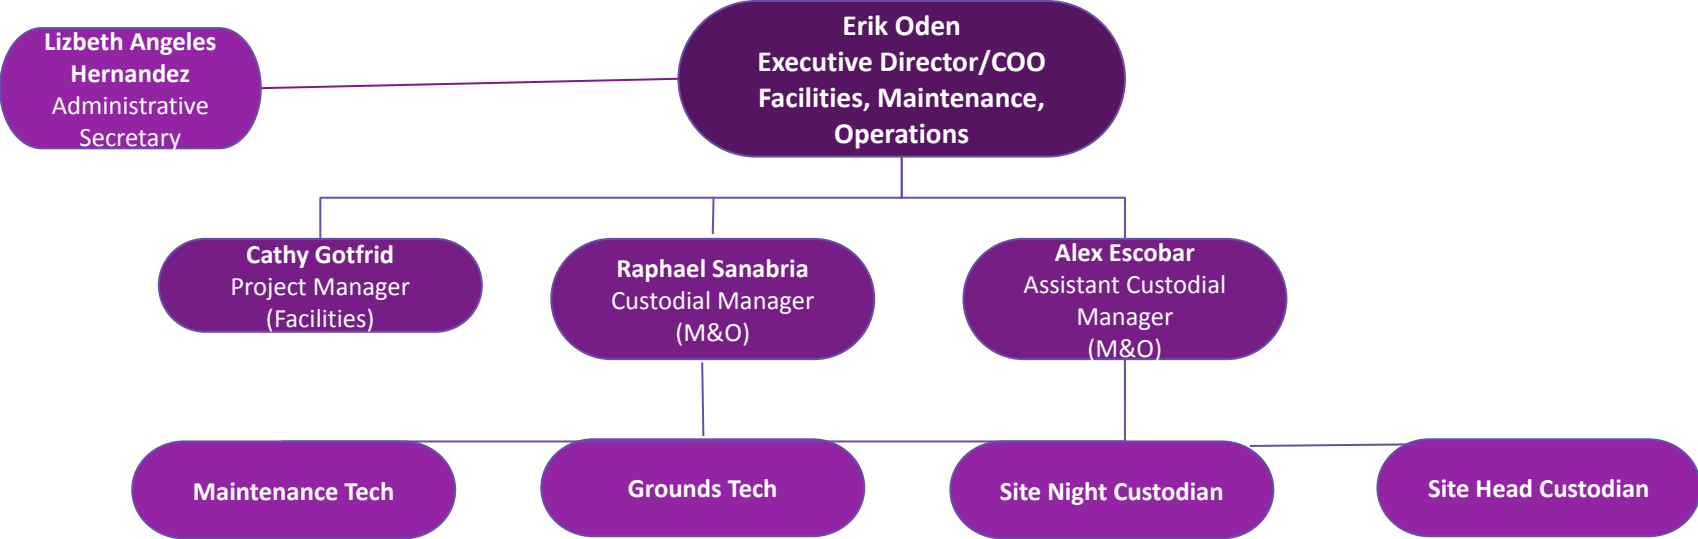 Lizbeth Angeles
Hernandez
Administrative
Secretary
Erik Oden
Executive Director/COO
Facilities, Maintenance,
Operations
Cathy Gotfrid
Project Manager
(Facilities)
Raphael Sanabria
Custodial Manager
(M&O)
Alex Escobar
Assistant Custodial
Manager
(M&O)
Maintenance Tech
Grounds Tech
Site Night Custodian
Site Head Custodian